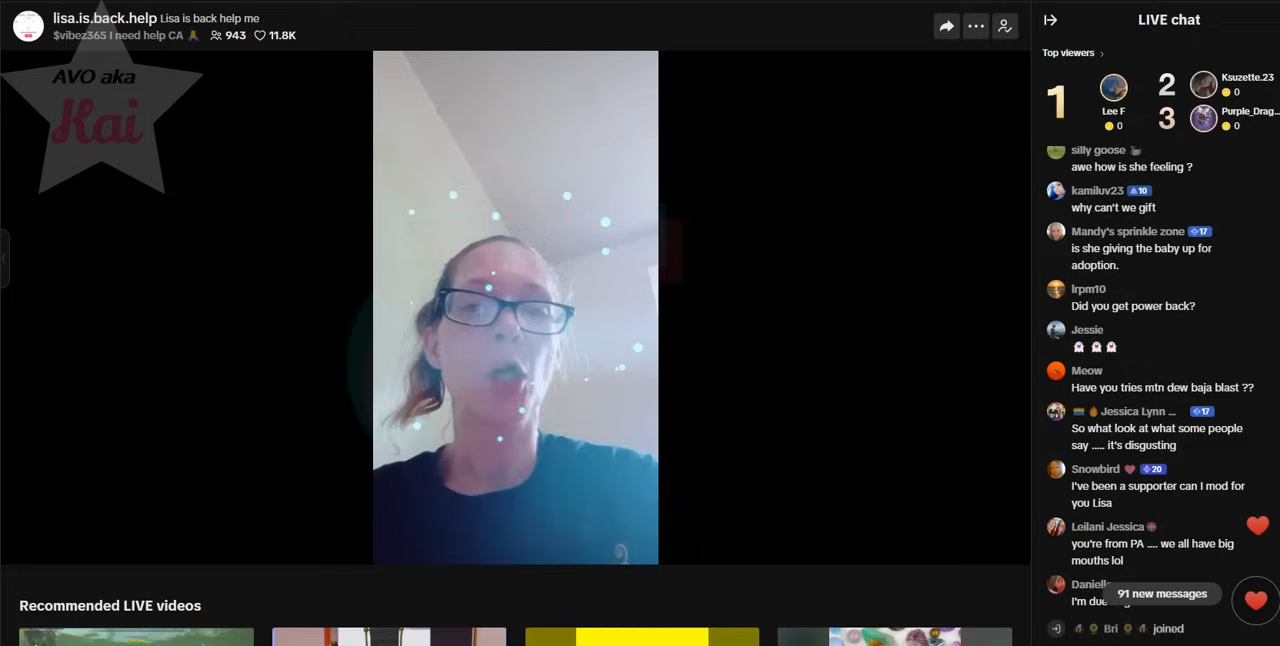 lisa.is.back.help Lisa is back help me
$vibez365 I need help CA 🙏 943 11.8K
AVO aka
Kai
LIVE chat
Top viewers
1
Lee F
0
2
Ksuzette.23
0
3
Purple_Drag...
0
silly goose
awe how is she feeling ?
kamiluv23 10
why can't we gift
Mandy's sprinkle zone 17
is she giving the baby up for
adoption.
lrpm10
Did you get power back?
Jessie
👻 👻 👻
Meow
Have you tries mtn dew baja blast ??
Jessica Lynn ... 17
So what look at what some people
say ..... it's disgusting
Snowbird 20
I've been a supporter can I mod for
you Lisa
Leilani Jessica
you're from PA .... we all have big
mouths lol
I'm due
91 new messages
Bri joined
Recommended LIVE videos